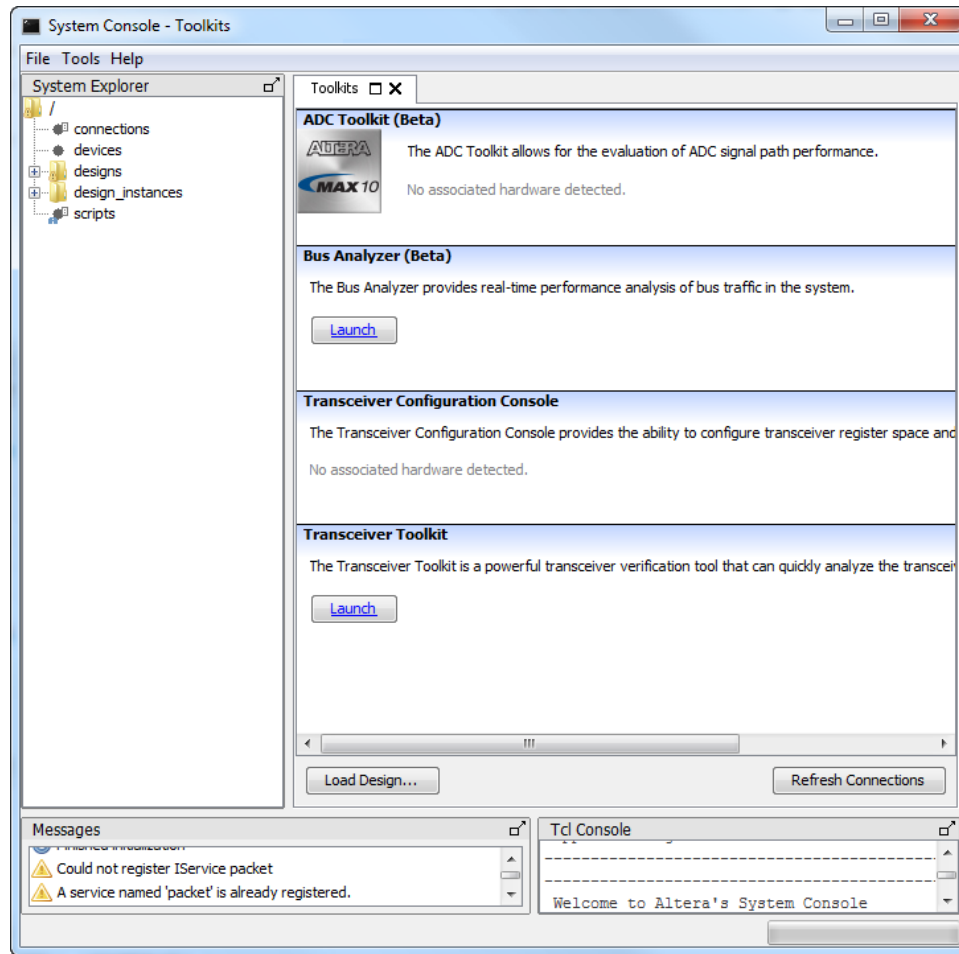 System Console - Toolkits
File Tools Help
System Explorer
/
connections
devices
designs
design_instances
scripts
Toolkits
ADC Toolkit (Beta)
ALTERA
MAX 10
The ADC Toolkit allows for the evaluation of ADC signal path performance.
No associated hardware detected.
Bus Analyzer (Beta)
The Bus Analyzer provides real-time performance analysis of bus traffic in the system.
Launch
Transceiver Configuration Console
The Transceiver Configuration Console provides the ability to configure transceiver register space and
No associated hardware detected.
Transceiver Toolkit
The Transceiver Toolkit is a powerful transceiver verification tool that can quickly analyze the transcei
Launch
Load Design...
Refresh Connections
Messages
Finished initialization
Could not register IService packet
A service named 'packet' is already registered.
Tcl Console
Welcome to Altera's System Console